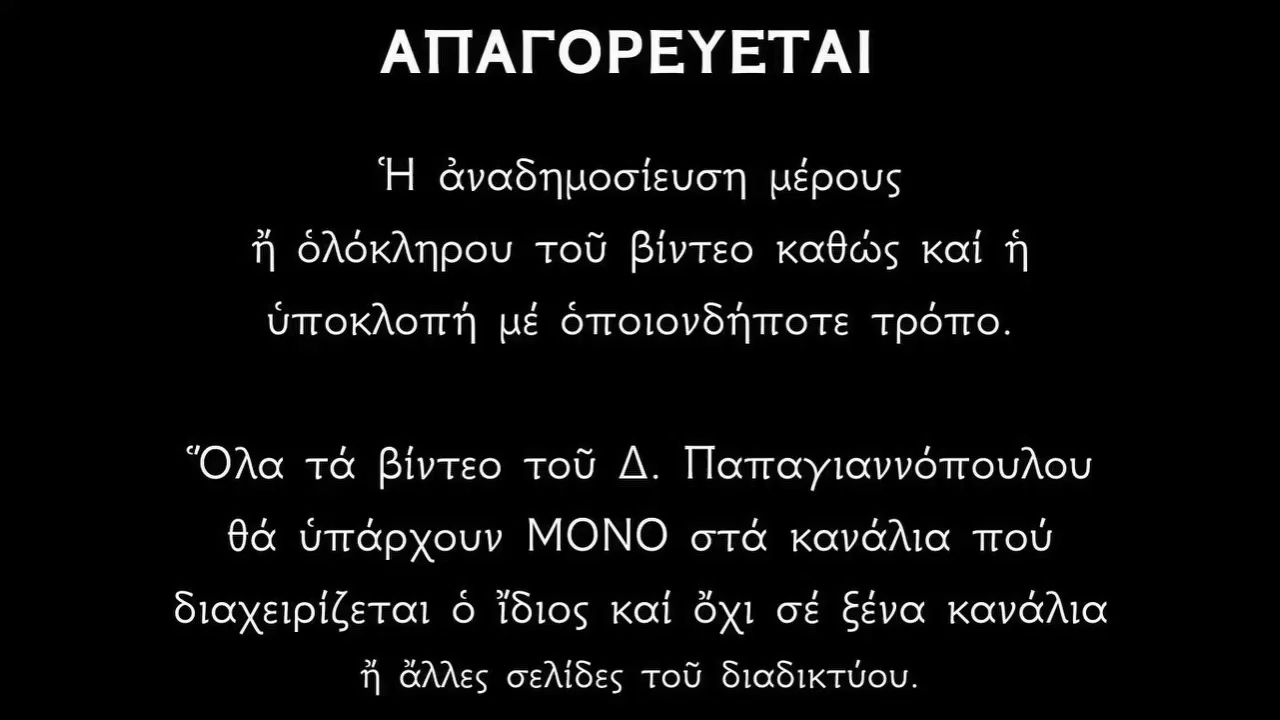 ΑΠΑΓΟΡΕΥΕΤΑΙ
Ἡ ἀναδημοσίευση μέρους
ἤ ὁλόκληρου τοῦ βίντεο καθώς καί ἡ
ὑποκλοπή μέ ὁποιονδήποτε τρόπο.
Ὅλα τά βίντεο τοῦ Δ. Παπαγιαννόπουλου
θά ὑπάρχουν ΜΟΝΟ στά κανάλια πού
διαχειρίζεται ὁ ἴδιος καί ὄχι σέ ξένα κανάλια
ἤ ἄλλες σελίδες τοῦ διαδικτύου.